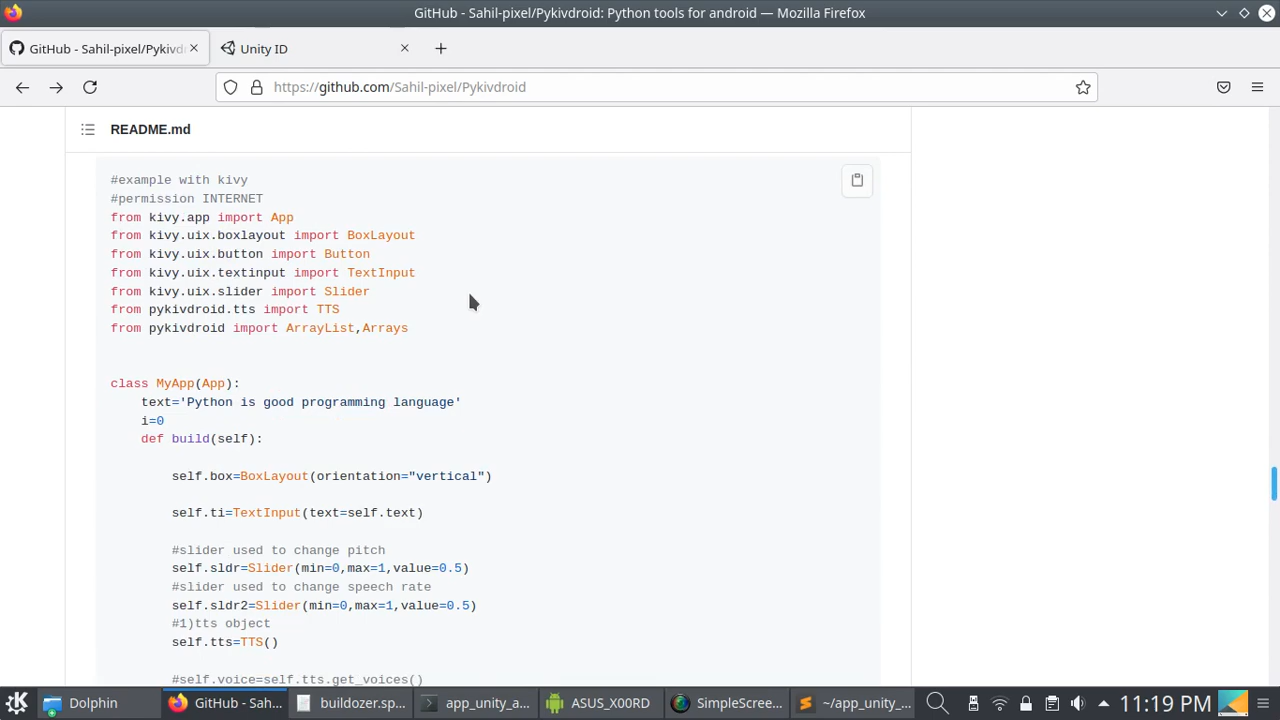 GitHub - Sahil-pixel/Pykivdroid: Python tools for android — Mozilla Firefox
GitHub - Sahil-pixel/Pykivd
Unity ID
https://github.com/Sahil-pixel/Pykivdroid
README.md
#example with kivy
#permission INTERNET
from kivy.app import App
from kivy.uix.boxlayout import BoxLayout
from kivy.uix.button import Button
from kivy.uix.textinput import TextInput
from kivy.uix.slider import Slider
from pykivdroid.tts import TTS
from pykivdroid import ArrayList,Arrays
class MyApp(App):
text='Python is good programming language'
i=0
def build(self):
self.box=BoxLayout(orientation="vertical")
self.ti=TextInput(text=self.text)
#slider used to change pitch
self.sldr=Slider(min=0,max=1,value=0.5)
#slider used to change speech rate
self.sldr2=Slider(min=0,max=1,value=0.5)
#1)tts object
self.tts=TTS()
#self.voice=self.tts.get_voices()
Dolphin
GitHub - Sah...
buildozer.sp...
app_unity_a...
ASUS_X00RD
SimpleScree...
~/app_unity_...
11:19 PM